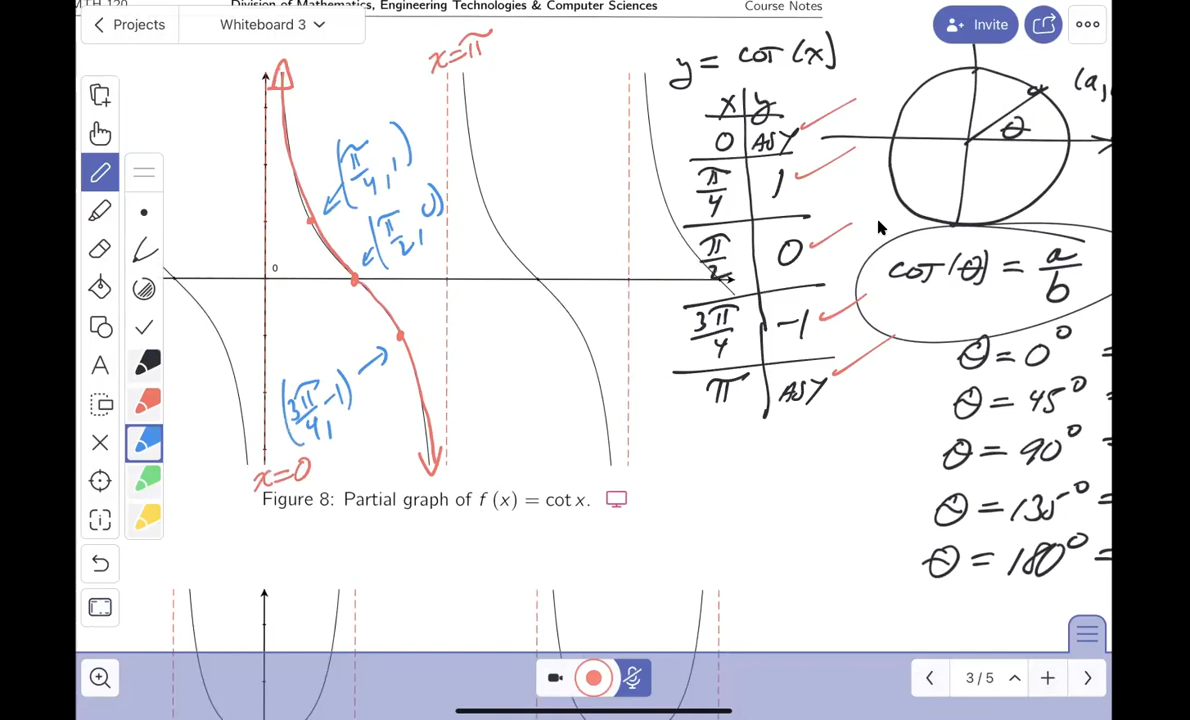 MTH 120
Division of Mathematics, Engineering Technologies & Computer Sciences
Course Notes
Projects
Whiteboard 3
Invite
x=π
y = cot (x)
x y
0 ASY
π/4 1
π/2 0
3π/4 -1
π ASY
(a,
θ
cot(θ) = a/b
θ = 0° =
θ = 45° =
θ = 90° =
θ = 135° =
θ = 180° =
(π/4, 1)
(π/2, 0)
0
(3π/4, -1)
x=0
Figure 8: Partial graph of f (x) = cot x.
A
3 / 5